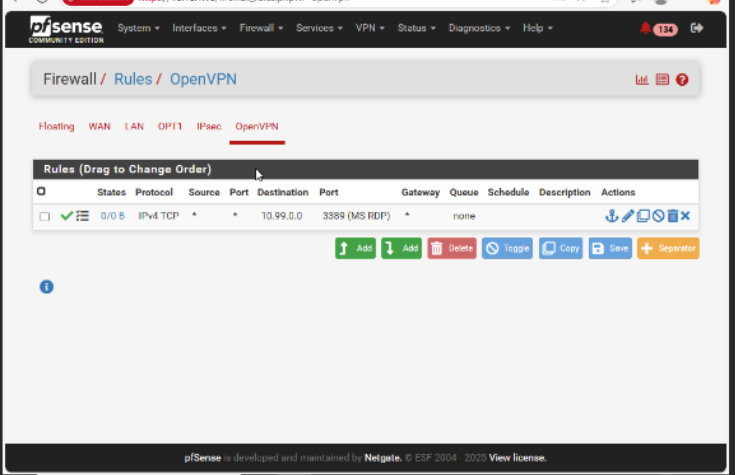 pfsense
COMMUNITY EDITION
System Interfaces Firewall Services VPN Status Diagnostics Help 134
Firewall / Rules / OpenVPN
Floating WAN LAN OPT1 IPsec OpenVPN
Rules (Drag to Change Order)
States Protocol Source Port Destination Port Gateway Queue Schedule Description Actions
0/0 B IPv4 TCP * * 10.99.0.0 3389 (MS RDP) * none
Add Add Delete Toggle Copy Save Separator
pfSense is developed and maintained by Netgate. © ESF 2004 - 2025 View license.